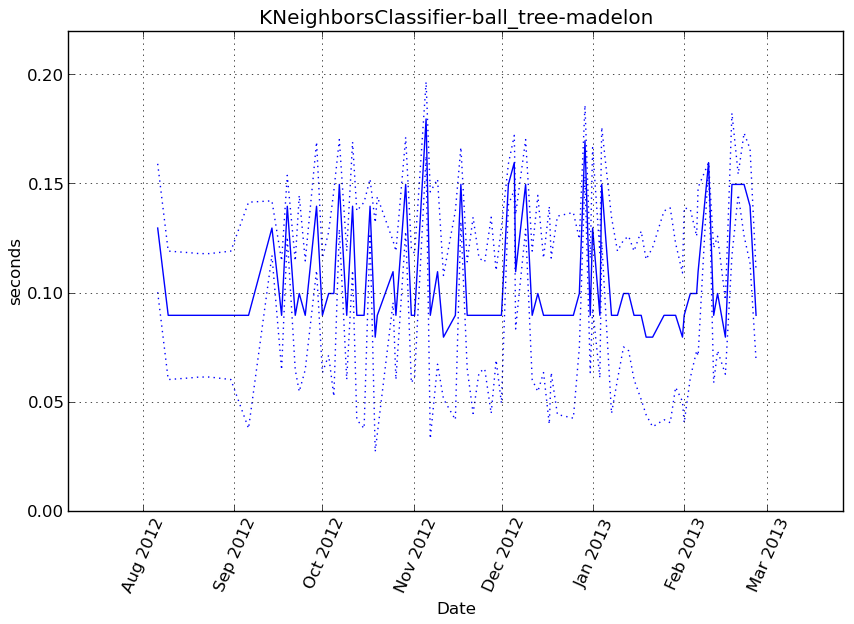 KNeighborsClassifier-ball_tree-madelon
0.20
0.15
0.10
0.05
0.00
seconds
Aug 2012
Sep 2012
Oct 2012
Nov 2012
Dec 2012
Jan 2013
Feb 2013
Mar 2013
Date